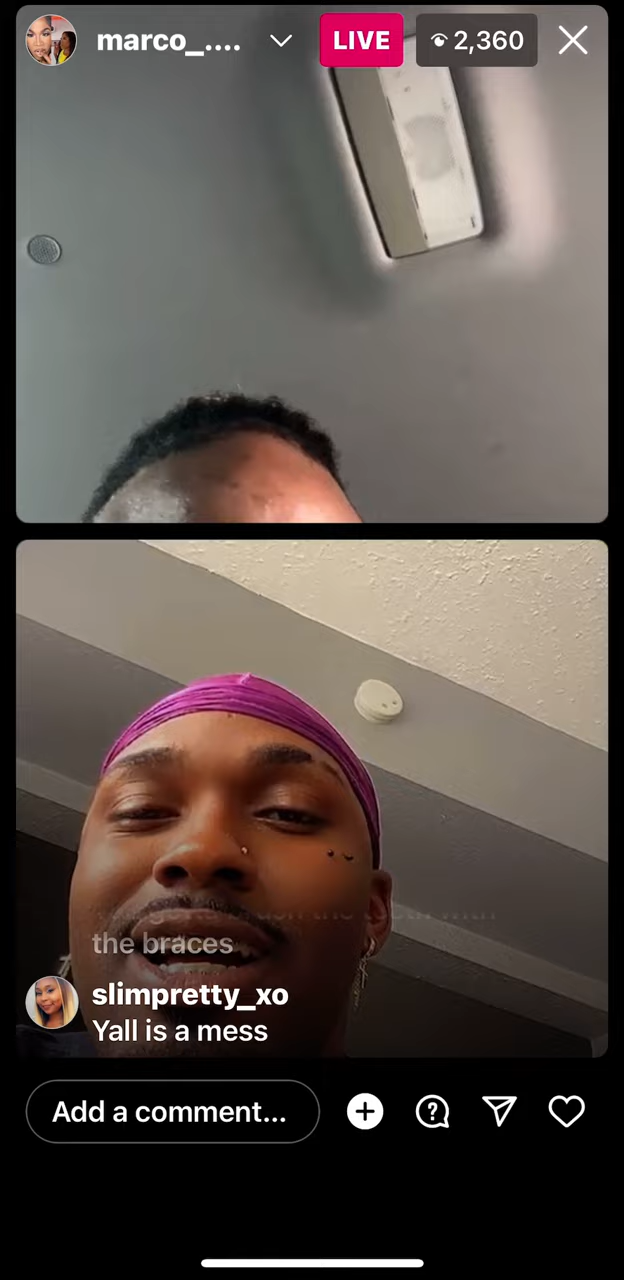 marco_....
LIVE
2,360
the braces
slimpretty_xo
Yall is a mess
Add a comment...